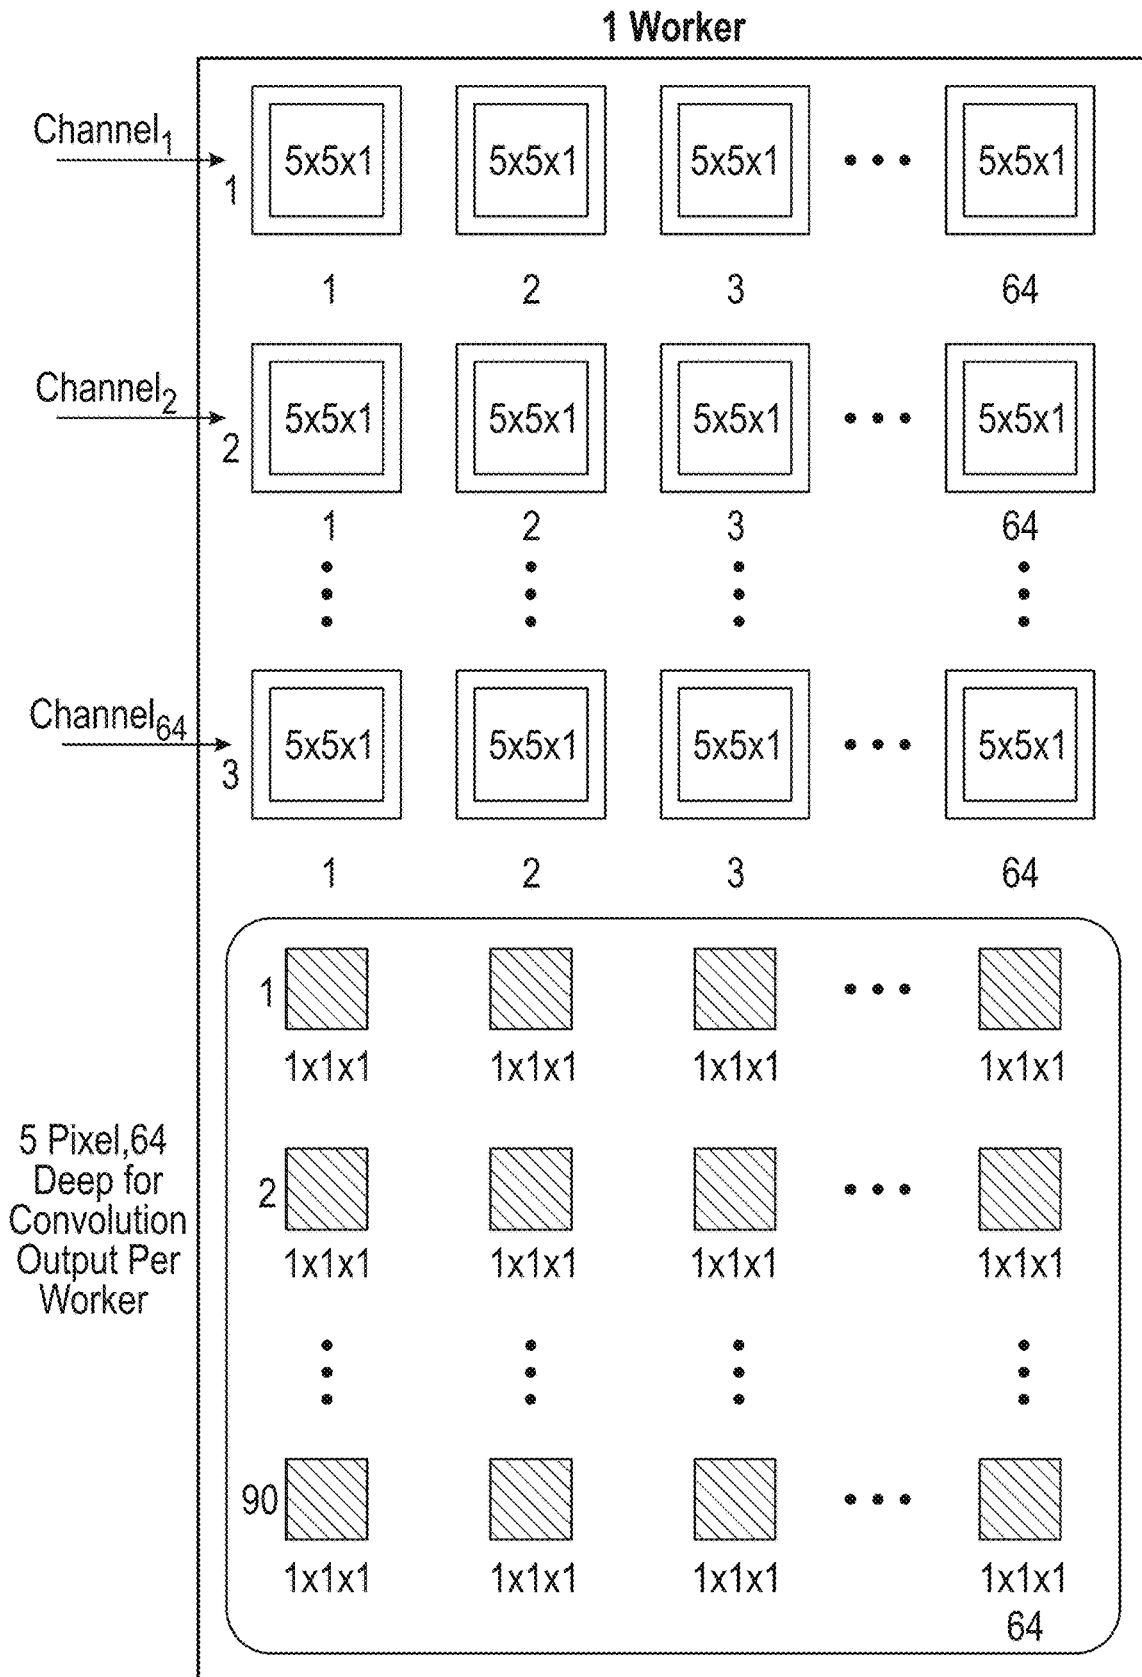 1 Worker
Channel1
1 5x5x1 5x5x1 5x5x1 5x5x1
1 2 3 64
Channel2
2 5x5x1 5x5x1 5x5x1 5x5x1
1 2 3 64
Channel64
3 5x5x1 5x5x1 5x5x1 5x5x1
1 2 3 64
5 Pixel,64
Deep for
Convolution
Output Per
Worker
1
1x1x1 1x1x1 1x1x1 1x1x1
2
1x1x1 1x1x1 1x1x1 1x1x1
90
1x1x1 1x1x1 1x1x1 1x1x1
64